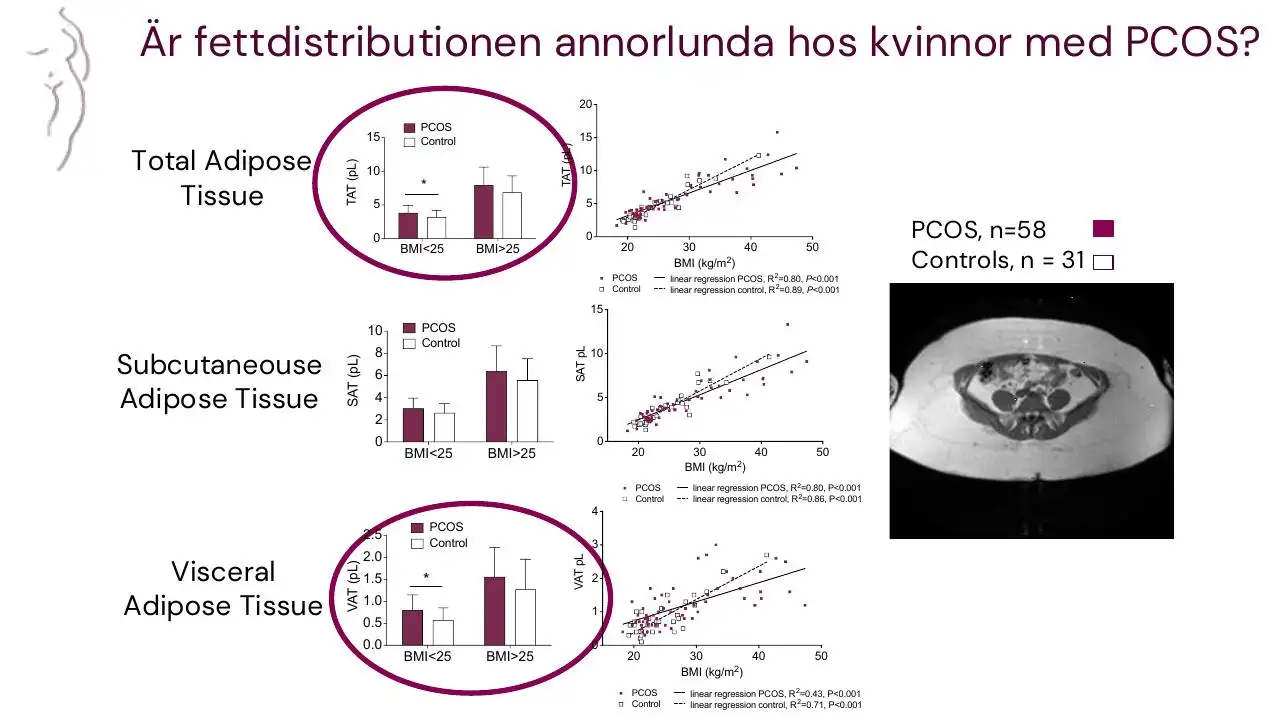 Är fettdistributionen annorlunda hos kvinnor med PCOS?
Total Adipose
Tissue
PCOS
Control
TAT (pL)
15
10
5
0
*
BMI<25
BMI>25
TAT (pL)
20
15
10
5
0
20
30
40
50
BMI (kg/m²)
PCOS
linear regression PCOS, R²=0.80, P<0.001
Control
linear regression control, R²=0.89, P<0.001
PCOS, n=58
Controls, n = 31
Subcutaneouse
Adipose Tissue
PCOS
Control
SAT (pL)
10
8
6
4
2
0
BMI<25
BMI>25
SAT pL
15
10
5
0
20
30
40
50
BMI (kg/m²)
PCOS
linear regression PCOS, R²=0.80, P<0.001
Control
linear regression control, R²=0.86, P<0.001
Visceral
Adipose Tissue
PCOS
Control
VAT (pL)
2.5
2.0
1.5
1.0
0.5
0.0
*
BMI<25
BMI>25
VAT pL
4
3
2
1
0
20
30
40
50
BMI (kg/m²)
PCOS
linear regression PCOS, R²=0.43, P<0.001
Control
linear regression control, R²=0.71, P<0.001